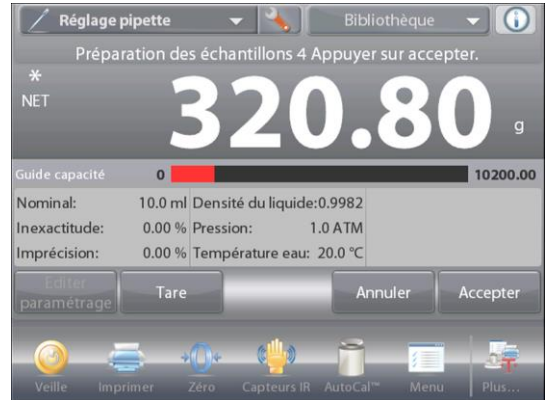 Réglage pipette Bibliothèque
Préparation des échantillons 4 Appuyer sur accepter.
*
NET
320.80 g
Guide capacité 0 10200.00
Nominal: 10.0 ml Densité du liquide:0.9982
Inexactitude: 0.00 % Pression: 1.0 ATM
Imprécision: 0.00 % Température eau: 20.0 °C
Editer
paramétrage Tare Annuler Accepter
Veille Imprimer Zéro Capteurs IR AutoCal™ Menu Plus...